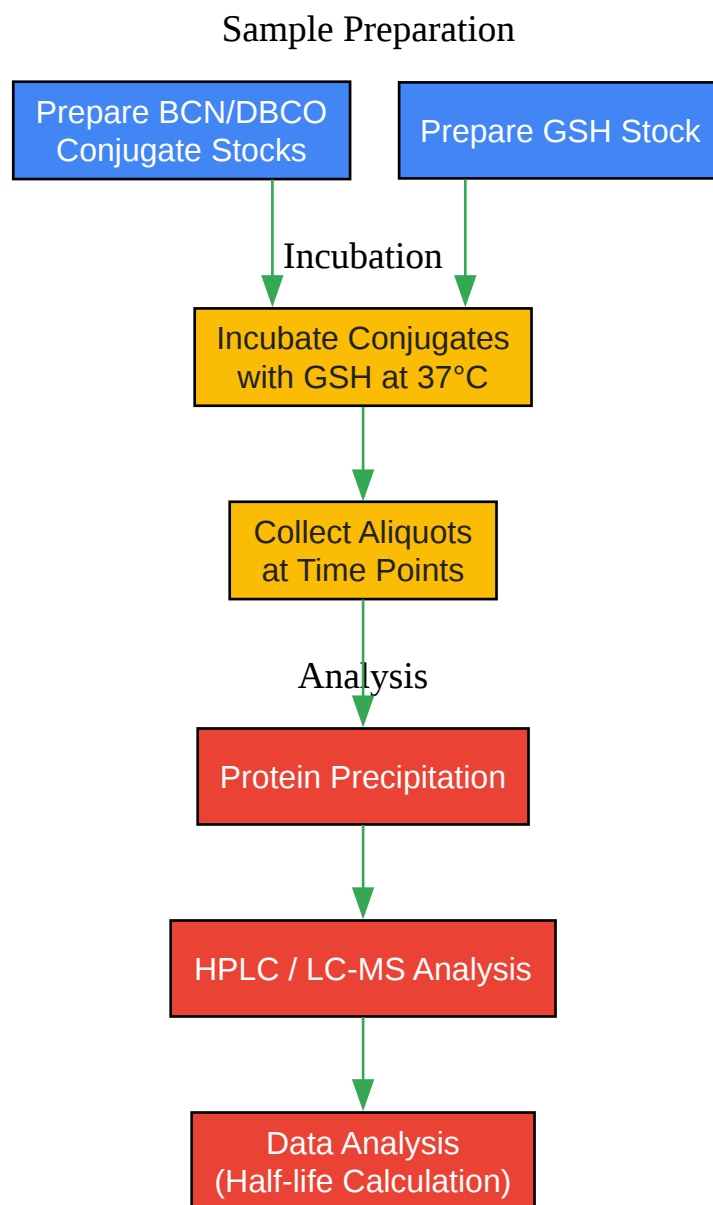 Sample Preparation
Prepare BCN/DBCO
Conjugate Stocks
Prepare GSH Stock
Incubation
Incubate Conjugates
with GSH at 37°C
Collect Aliquots
at Time Points
Analysis
Protein Precipitation
HPLC / LC-MS Analysis
Data Analysis
(Half-life Calculation)